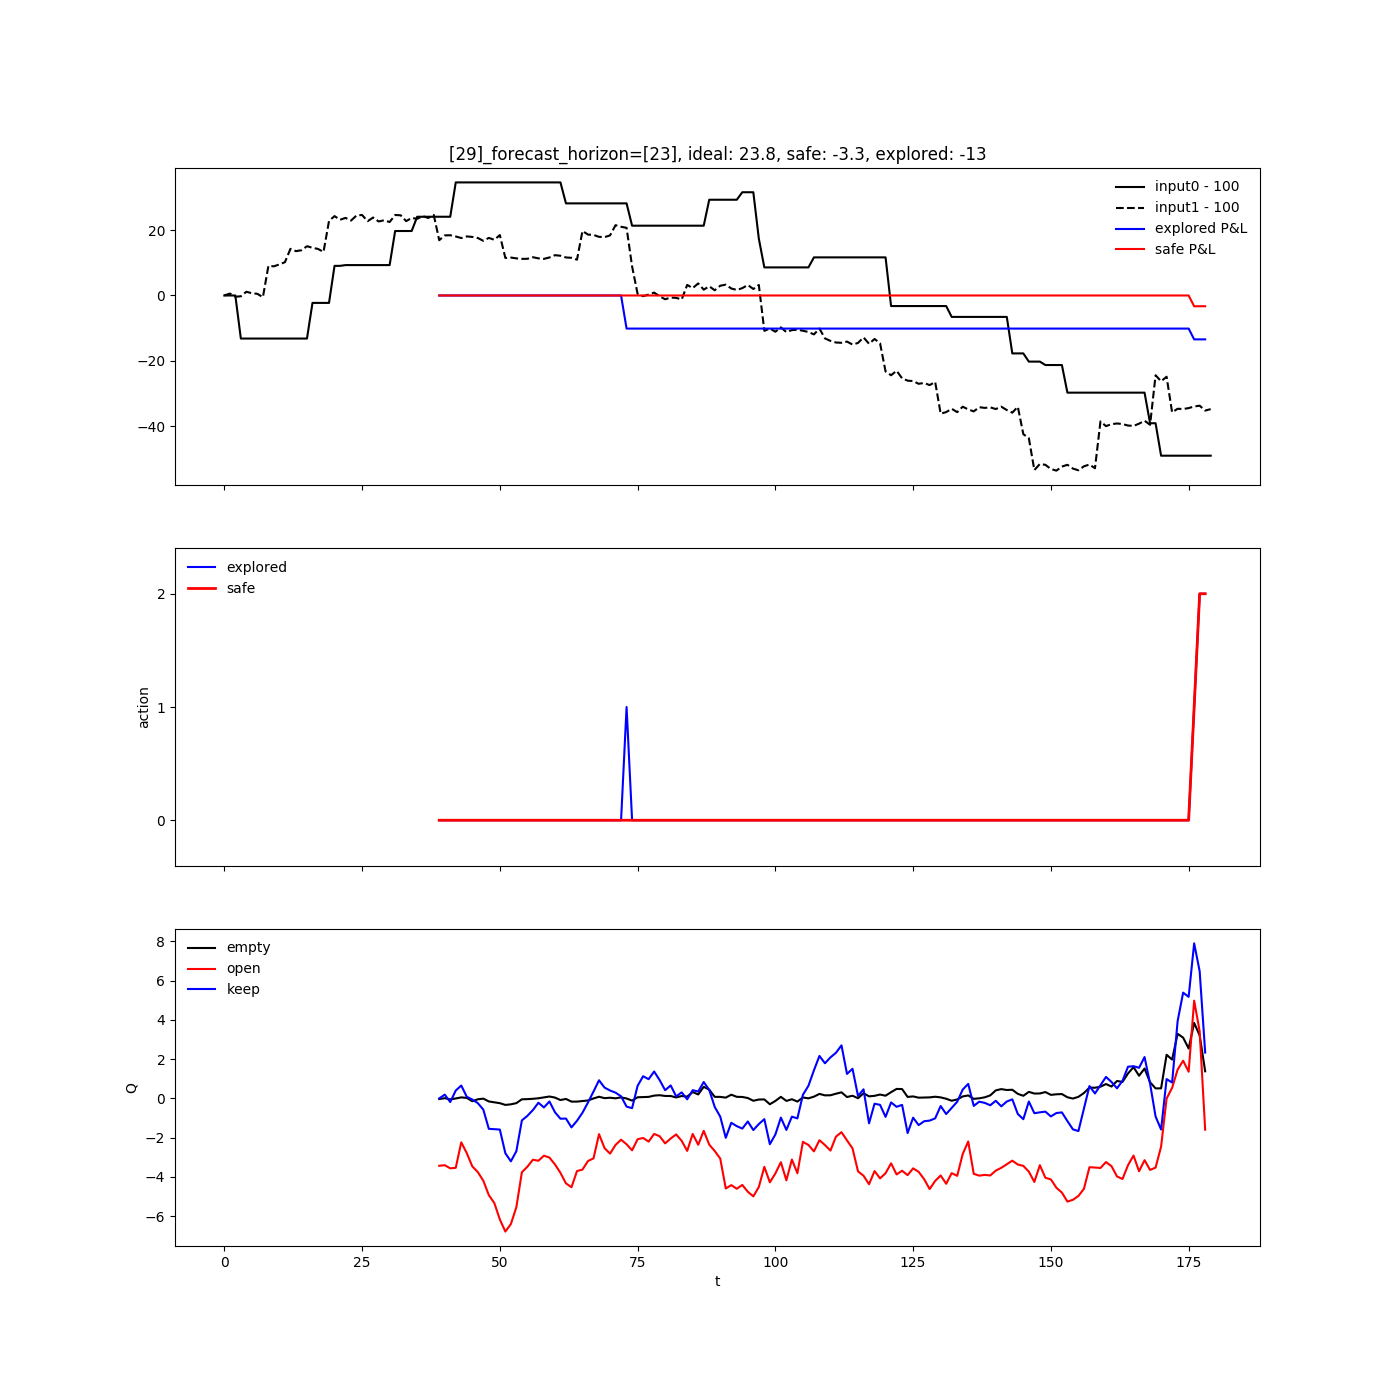 [29]_forecast_horizon=[23], ideal: 23.8, safe: -3.3, explored: -13
input0 - 100
input1 - 100
explored P&L
safe P&L
20
0
−20
−40
explored
safe
2
1
0
action
empty
open
keep
8
6
4
2
0
−2
−4
−6
Q
0 25 50 75 100 125 150 175
t